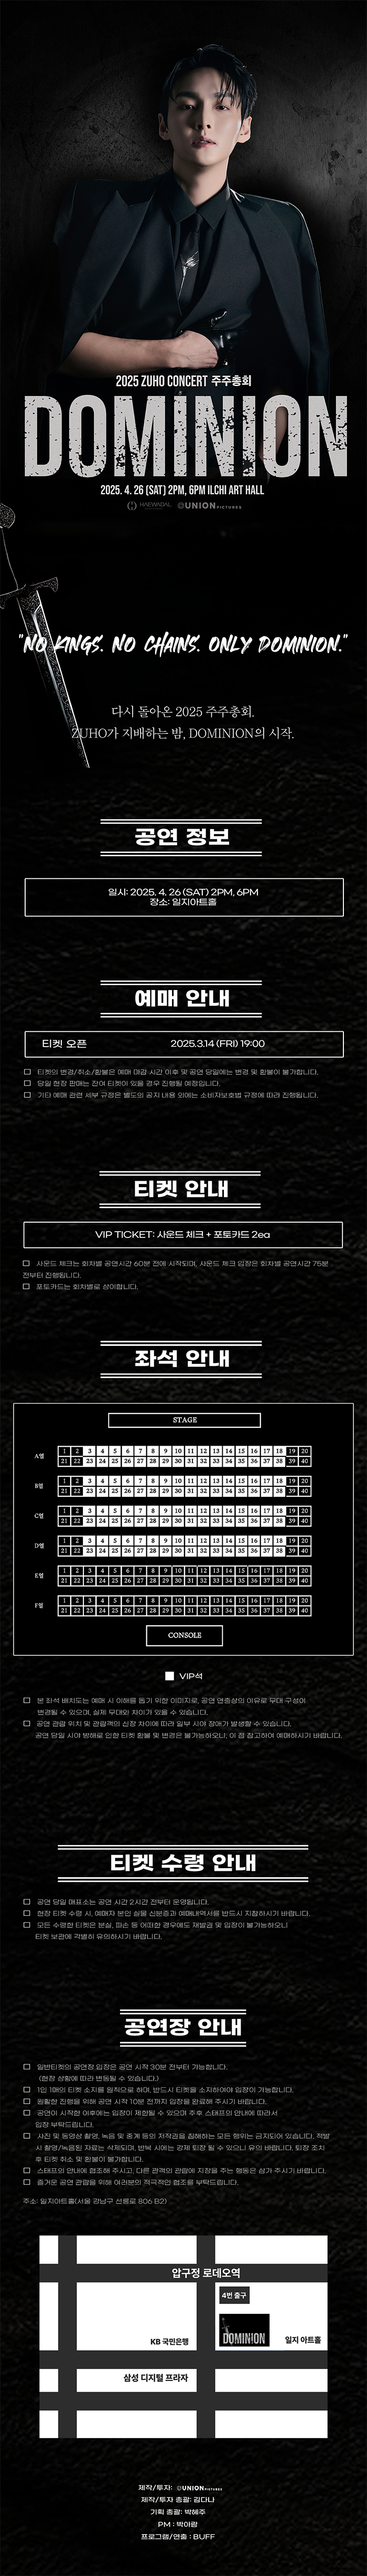 2025 ZUHO CONCERT 주주총회
DOMINION
2025. 4. 26 (SAT) 2PM, 6PM ILCHI ART HALL
HAEWADAL UNION PICTURES
"NO KINGS. NO CHAINS. ONLY DOMINION."
다시 돌아온 2025 주주총회.
ZUHO가 지배하는 밤, DOMINION의 시작.
공연 정보
일시: 2025. 4. 26 (SAT) 2PM, 6PM
장소: 일지아트홀
예매 안내
티켓 오픈 2025.3.14 (FRI) 19:00
티켓의 변경/취소/환불은 예매 마감 시간 이후 및 공연 당일에는 변경 및 환불이 불가합니다.
당일 현장 판매는 잔여 티켓이 있을 경우 진행될 예정입니다.
기타 예매 관련 세부 규정은 별도의 공지 내용 외에는 소비자보호법 규정에 따라 진행됩니다.
티켓 안내
VIP TICKET: 사운드 체크 + 포토카드 2ea
사운드 체크는 회차별 공연시간 60분 전에 시작되며, 사운드 체크 입장은 회차별 공연시간 75분
전부터 진행됩니다.
포토카드는 회차별로 상이합니다.
좌석 안내
STAGE
A열
1 2 3 4 5 6 7 8 9 10 11 12 13 14 15 16 17 18 19 20
21 22 23 24 25 26 27 28 29 30 31 32 33 34 35 36 37 38 39 40
B열
1 2 3 4 5 6 7 8 9 10 11 12 13 14 15 16 17 18 19 20
21 22 23 24 25 26 27 28 29 30 31 32 33 34 35 36 37 38 39 40
C열
1 2 3 4 5 6 7 8 9 10 11 12 13 14 15 16 17 18 19 20
21 22 23 24 25 26 27 28 29 30 31 32 33 34 35 36 37 38 39 40
D열
1 2 3 4 5 6 7 8 9 10 11 12 13 14 15 16 17 18 19 20
21 22 23 24 25 26 27 28 29 30 31 32 33 34 35 36 37 38 39 40
E열
1 2 3 4 5 6 7 8 9 10 11 12 13 14 15 16 17 18 19 20
21 22 23 24 25 26 27 28 29 30 31 32 33 34 35 36 37 38 39 40
F열
1 2 3 4 5 6 7 8 9 10 11 12 13 14 15 16 17 18 19 20
21 22 23 24 25 26 27 28 29 30 31 32 33 34 35 36 37 38 39 40
CONSOLE
VIP석
본 좌석 배치도는 예매 시 이해를 돕기 위한 이미지로, 공연 연출상의 이유로 무대 구성이
변경될 수 있으며, 실제 무대와 차이가 있을 수 있습니다.
공연 관람 위치 및 관람객의 신장 차이에 따라 일부 시야 장애가 발생할 수 있습니다.
공연 당일 시야 방해로 인한 티켓 환불 및 변경은 불가능하오니, 이 점 참고하여 예매하시기 바랍니다.
티켓 수령 안내
공연 당일 매표소는 공연 시간 2시간 전부터 운영됩니다.
현장 티켓 수령 시, 예매자 본인 실물 신분증과 예매내역서를 반드시 지참하시기 바랍니다.
모든 수령한 티켓은 분실, 파손 등 어떠한 경우에도 재발권 및 입장이 불가능하오니
티켓 보관에 각별히 유의하시기 바랍니다.
공연장 안내
일반티켓의 공연장 입장은 공연 시작 30분 전부터 가능합니다.
(현장 상황에 따라 변동될 수 있습니다.)
1인 1매의 티켓 소지를 원칙으로 하며, 반드시 티켓을 소지하여야 입장이 가능합니다.
원활한 진행을 위해 공연 시작 10분 전까지 입장을 완료해 주시기 바랍니다.
공연이 시작한 이후에는 입장이 제한될 수 있으며 추후 스태프의 안내에 따라서
입장 부탁드립니다.
사진 및 동영상 촬영, 녹음 및 중계 등의 저작권을 침해하는 모든 행위는 금지되어 있습니다. 적발
시 촬영/녹음된 자료는 삭제되며, 반복 시에는 강제 퇴장 될 수 있으니 유의 바랍니다. 퇴장 조치
후 티켓 취소 및 환불이 불가합니다.
스태프의 안내에 협조해 주시고, 다른 관객의 관람에 지장을 주는 행동은 삼가 주시기 바랍니다.
즐거운 공연 관람을 위해 여러분의 적극적인 협조를 부탁드립니다.
주소: 일지아트홀(서울 강남구 선릉로 806 B2)
압구정 로데오역
4번 출구
DOMINION
KB 국민은행
일지 아트홀
삼성 디지털 프라자
제작/투자: UNION PICTURES
제작/투자 총괄: 김다나
기획 총괄: 박혜주
PM : 박아람
프로그램/연출 : BUFF